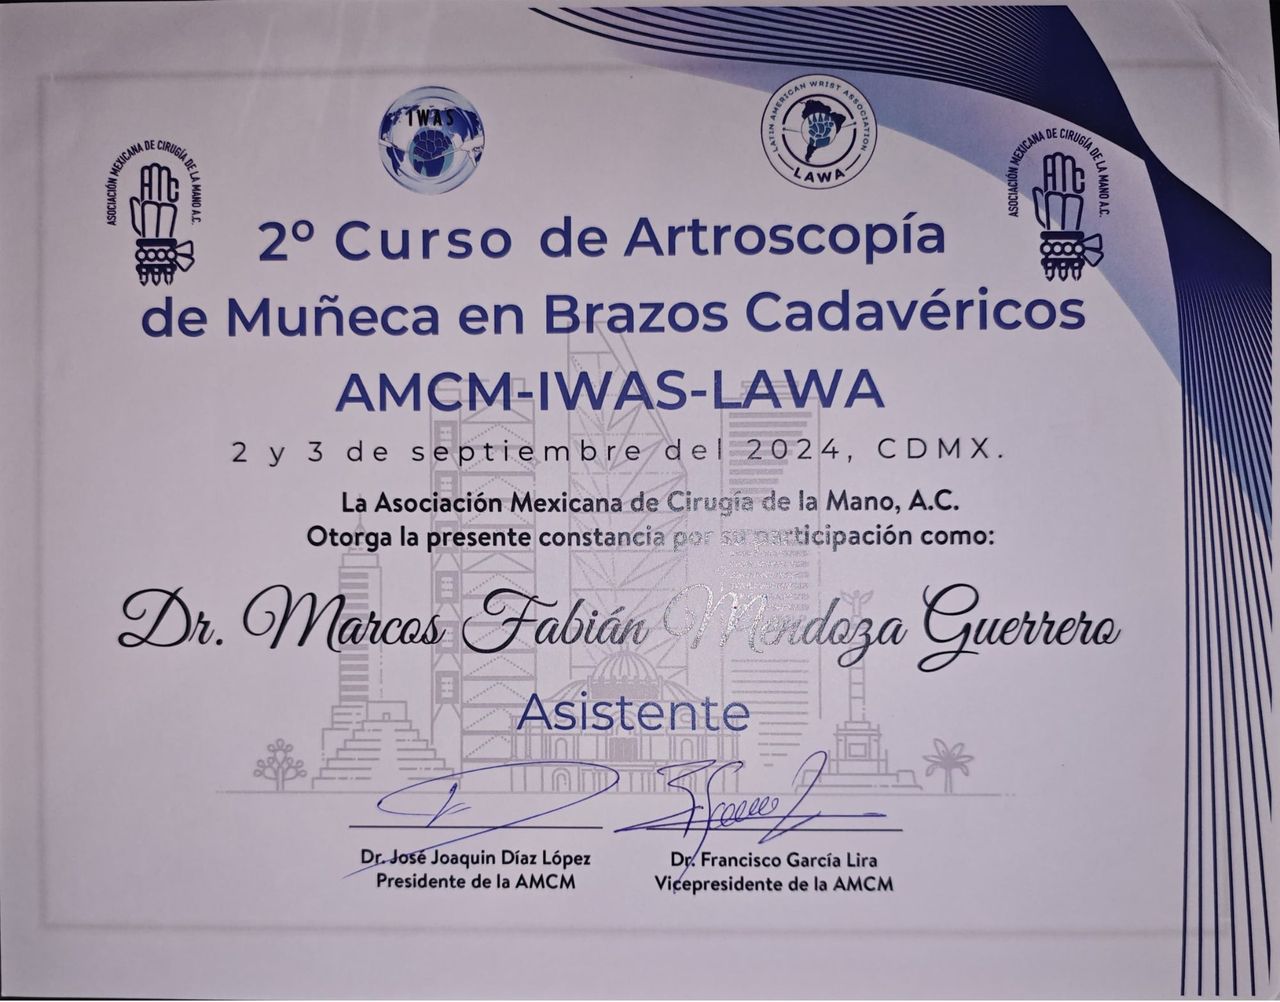 IWAS
LATIN AMERICAN WRIST ASSOCIATION
LAWA
ASOCIACIÓN MEXICANA DE CIRUGÍA DE LA MANO A.C.
AMC
ASOCIACIÓN MEXICANA DE CIRUGÍA DE LA MANO A.C.
AMC
2º Curso de Artroscopía
de Muñeca en Brazos Cadavéricos
AMCM-IWAS-LAWA
2 y 3 de septiembre del 2024, CDMX.
La Asociación Mexicana de Cirugía de la Mano, A.C.
Otorga la presente constancia por su participación como:
Dr. Marcos Fabián Mendoza Guerrero
Asistente
Dr. José Joaquin Díaz López
Presidente de la AMCM
Dr. Francisco García Lira
Vicepresidente de la AMCM